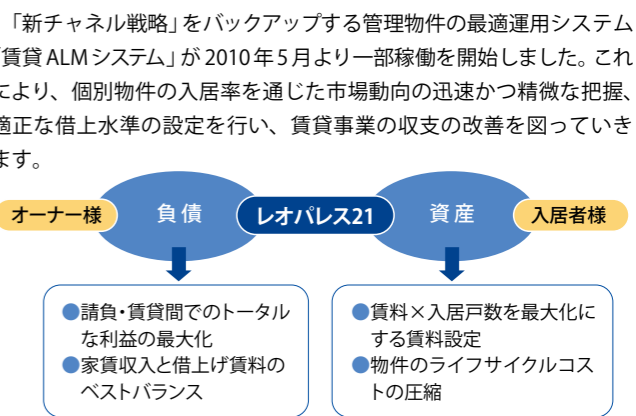 「新チャネル戦略」をバックアップする管理物件の最適運用システム
「賃貸ALMシステム」が2010年5月より一部稼働を開始しました。これ
により、個別物件の入居率を通じた市場動向の迅速かつ精微な把握、
適正な借上水準の設定を行い、賃貸事業の収支の改善を図っていき
ます。
オーナー様 負債 レオパレス21 資産 入居者様
●請負・賃貸間でのトータル
な利益の最大化
●家賃収入と借上げ賃料の
ベストバランス
●賃料×入居戸数を最大化に
する賃料設定
●物件のライフサイクルコス
トの圧縮